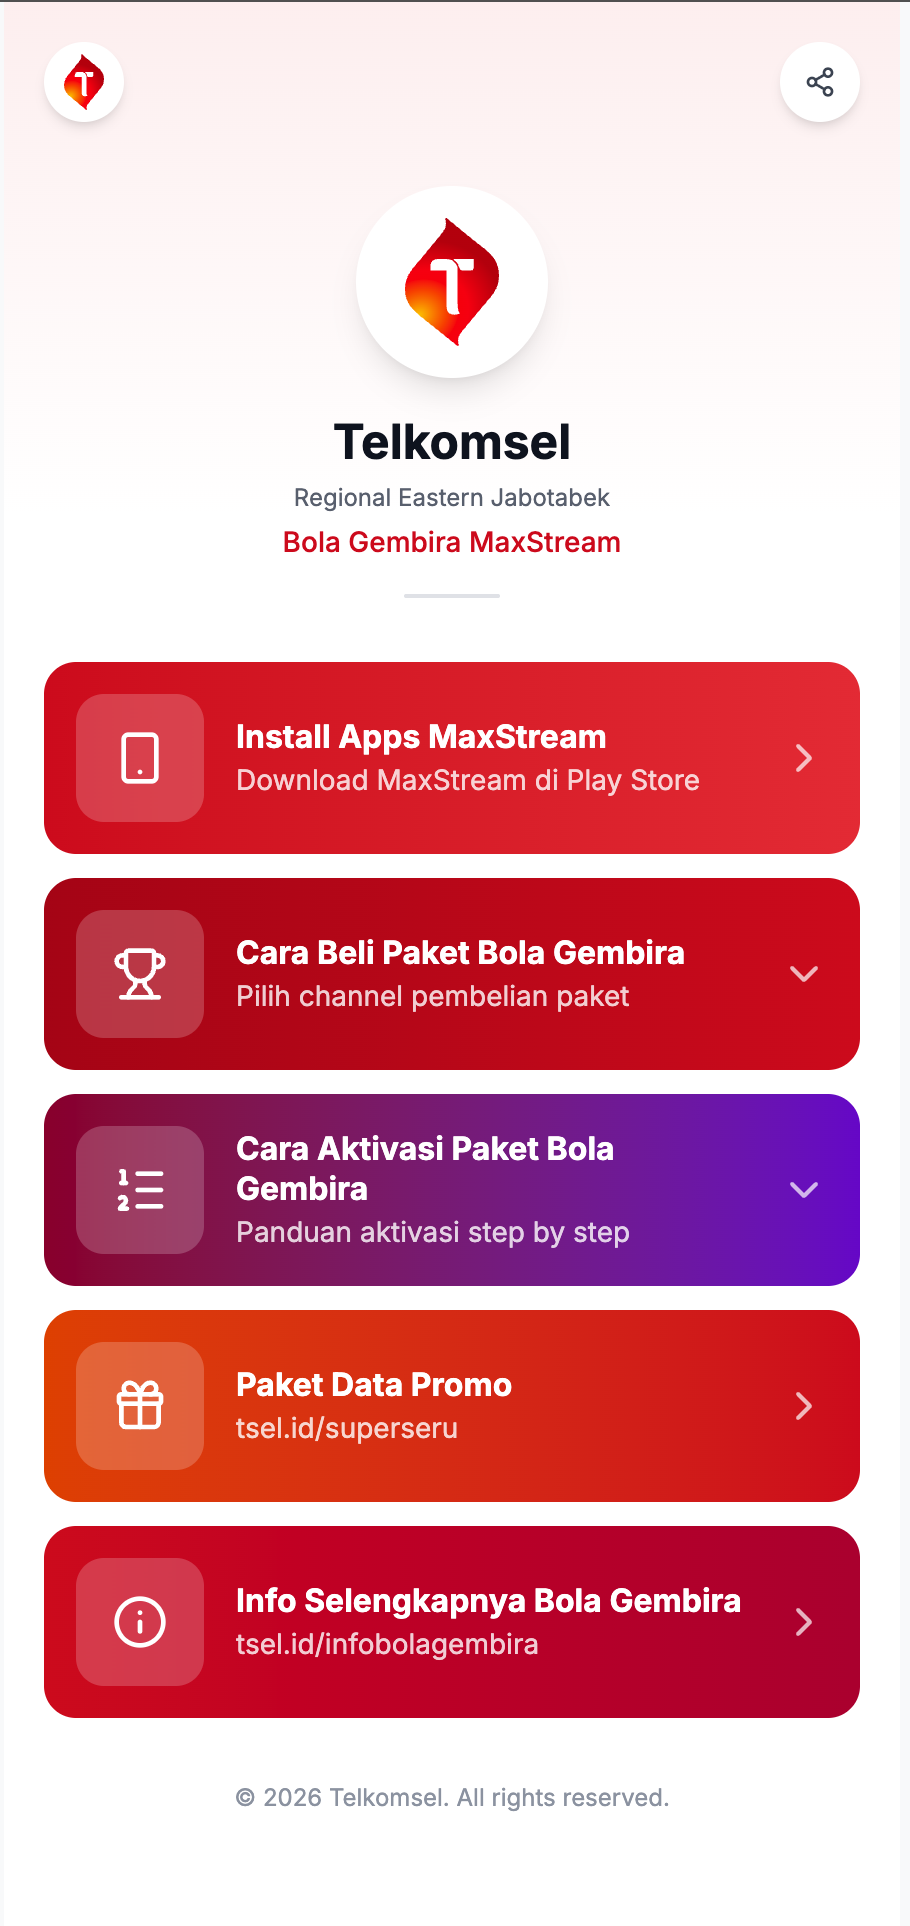 Telkomsel
Regional Eastern Jabotabek
Bola Gembira MaxStream
Install Apps MaxStream
Download MaxStream di Play Store
Cara Beli Paket Bola Gembira
Pilih channel pembelian paket
Cara Aktivasi Paket Bola
Gembira
Panduan aktivasi step by step
Paket Data Promo
tsel.id/superseru
Info Selengkapnya Bola Gembira
tsel.id/infobolagembira
© 2026 Telkomsel. All rights reserved.